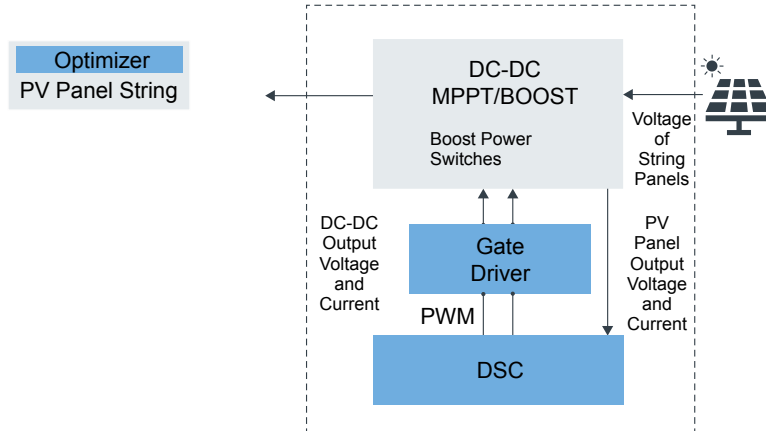 Optimizer
PV Panel String
DC-DC
MPPT/BOOST
Boost Power
Switches
Voltage
of
String
Panels
DC-DC
Output
Voltage
and
Current
Gate
Driver
PV
Panel
Output
Voltage
and
Current
PWM
DSC